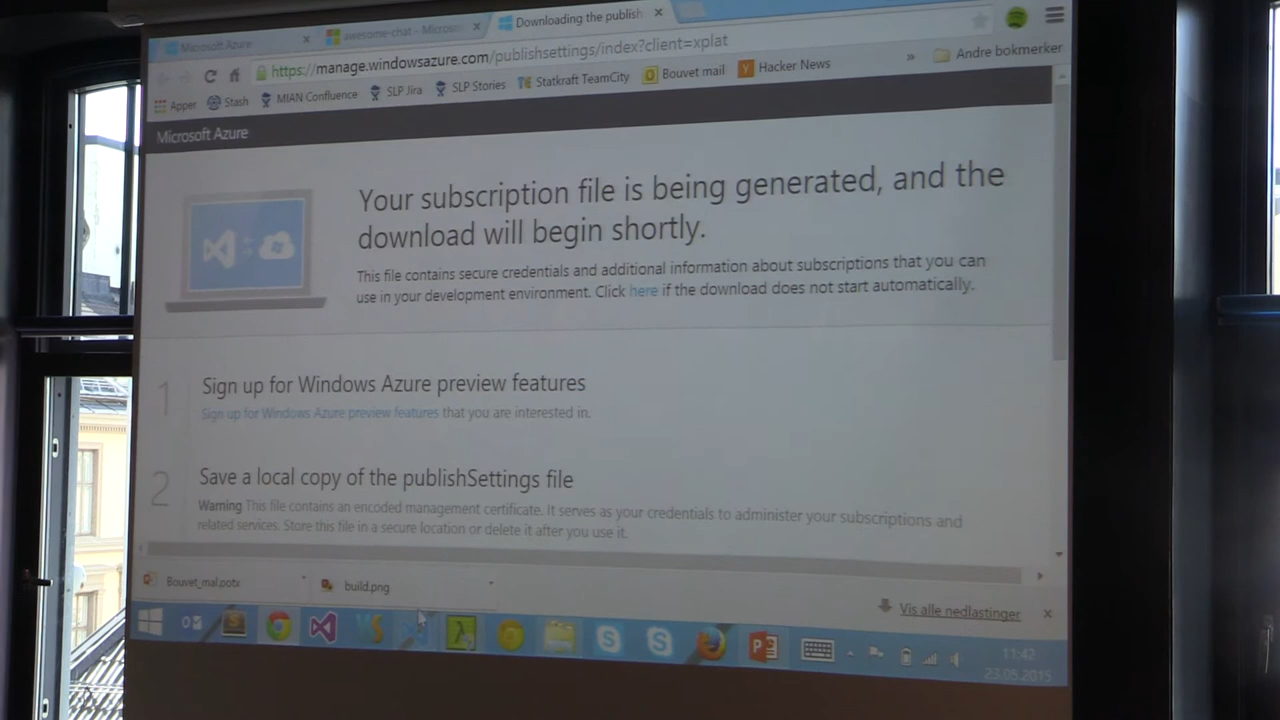 Microsoft Azure
awesome-chat - Microso
Downloading the publish
https://manage.windowsazure.com/publishsettings/index?client=xplat
Apper
Stash
MIAN Confluence
SLP Jira
SLP Stories
Statkraft TeamCity
Bouvet mail
Hacker News
»
Andre bokmerker
Microsoft Azure
Your subscription file is being generated, and the
download will begin shortly.
This file contains secure credentials and additional information about subscriptions that you can
use in your development environment. Click here if the download does not start automatically.
1
Sign up for Windows Azure preview features
Sign up for Windows Azure preview features that you are interested in.
2
Save a local copy of the publishSettings file
Warning This file contains an encoded management certificate. It serves as your credentials to administer your subscriptions and
related services. Store this file in a secure location or delete it after you use it.
Bouvet_mal.potx
build.png
Vis alle nedlastinger
11:42
23.05.2015